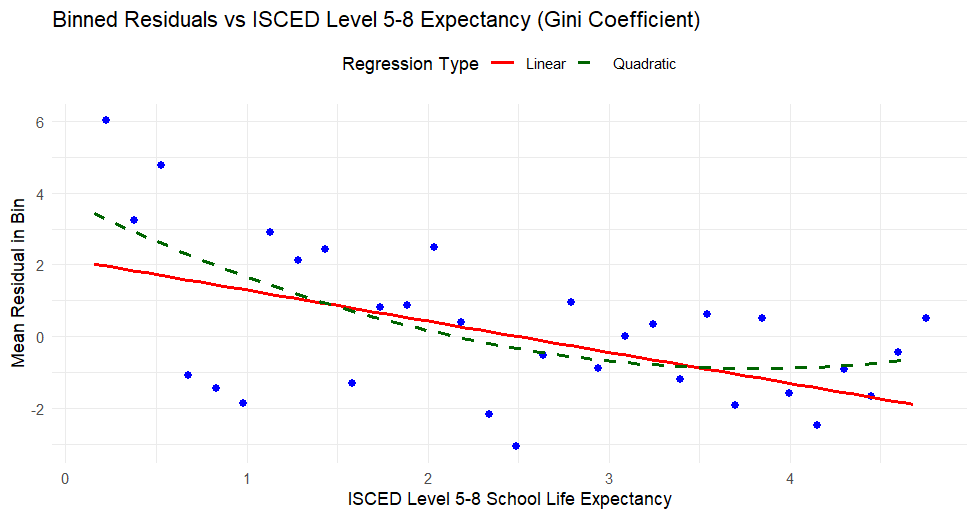 Binned Residuals vs ISCED Level 5-8 Expectancy (Gini Coefficient)
Regression Type Linear Quadratic
Mean Residual in Bin
6
4
2
0
-2
0 1 2 3 4
ISCED Level 5-8 School Life Expectancy